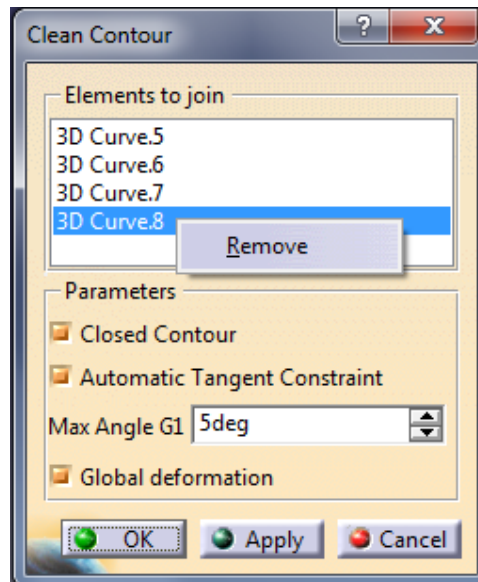 Clean Contour
?
X
Elements to join
3D Curve.5
3D Curve.6
3D Curve.7
3D Curve.8
Remove
Parameters
Closed Contour
Automatic Tangent Constraint
Max Angle G1 5deg
Global deformation
OK Apply Cancel